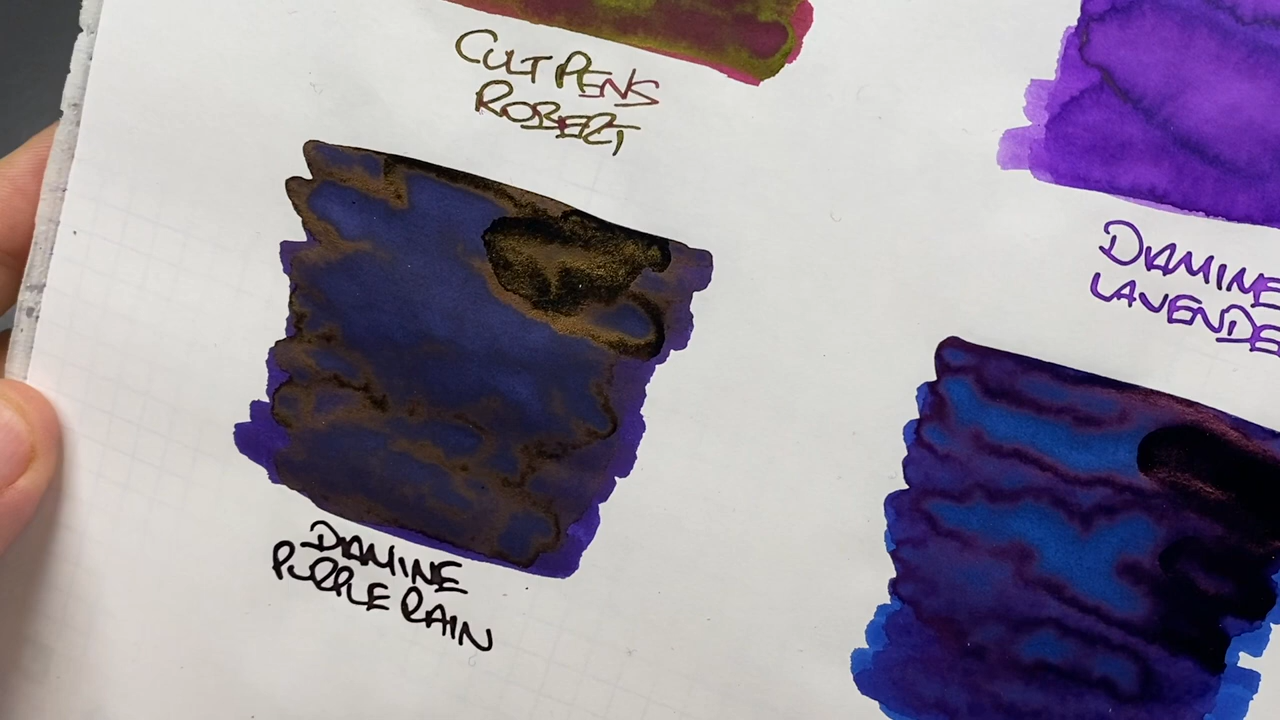 CULT PENS
ROBERT
DIAMINE
LAVENDE
DIAMINE
PURPLE RAIN